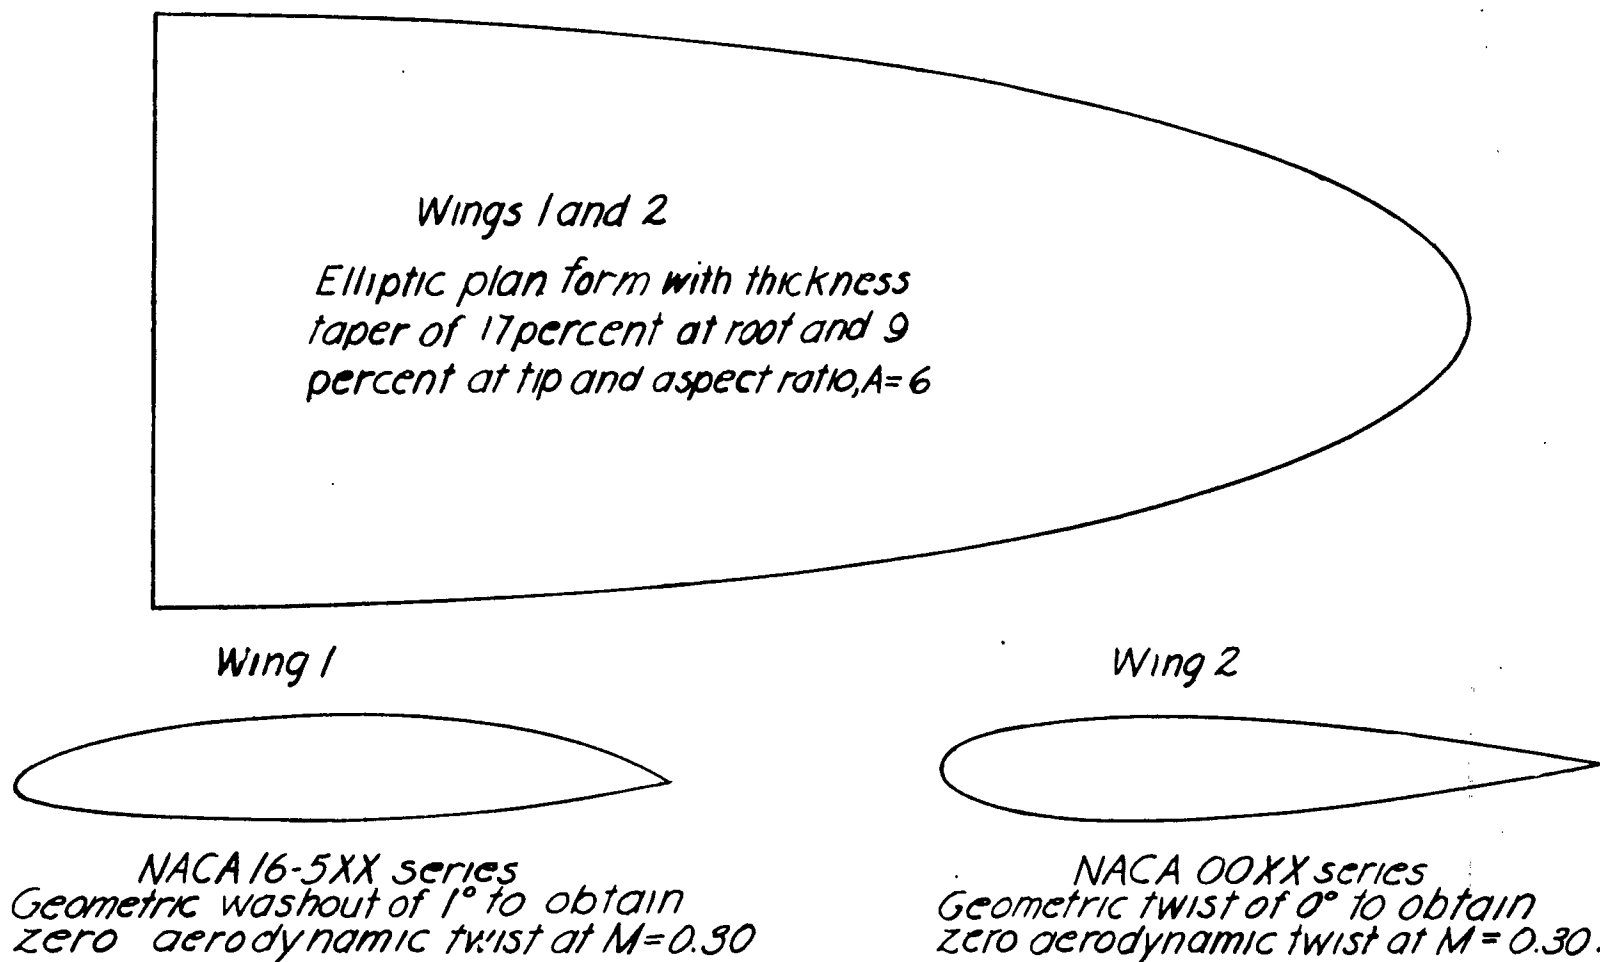 Wings 1 and 2
Elliptic plan form with thickness
taper of 17 percent at root and 9
percent at tip and aspect ratio, A=6
Wing 1
Wing 2
NACA 16-5XX series
Geometric washout of 1° to obtain
zero aerodynamic twist at M=0.30
NACA 00XX series
Geometric twist of 0° to obtain
zero aerodynamic twist at M=0.30.